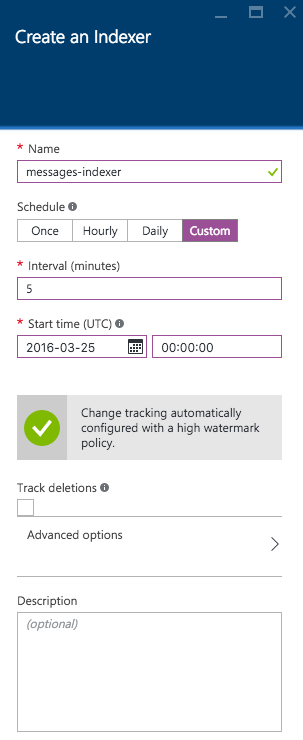 Create an Indexer
* Name
messages-indexer
Schedule
Once Hourly Daily Custom
* Interval (minutes)
5
* Start time (UTC)
2016-03-25 00:00:00
Change tracking automatically
configured with a high watermark
policy.
Track deletions
Advanced options
Description
(optional)